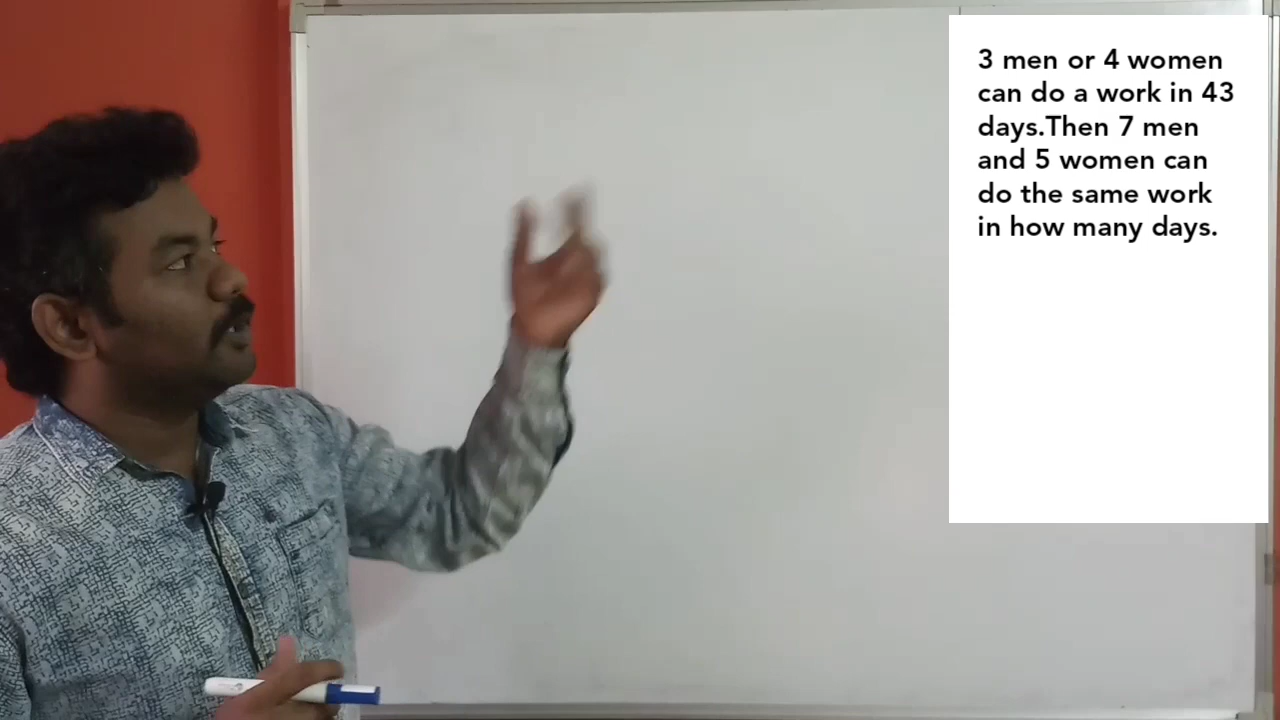 3 men or 4 women
can do a work in 43
days.Then 7 men
and 5 women can
do the same work
in how many days.